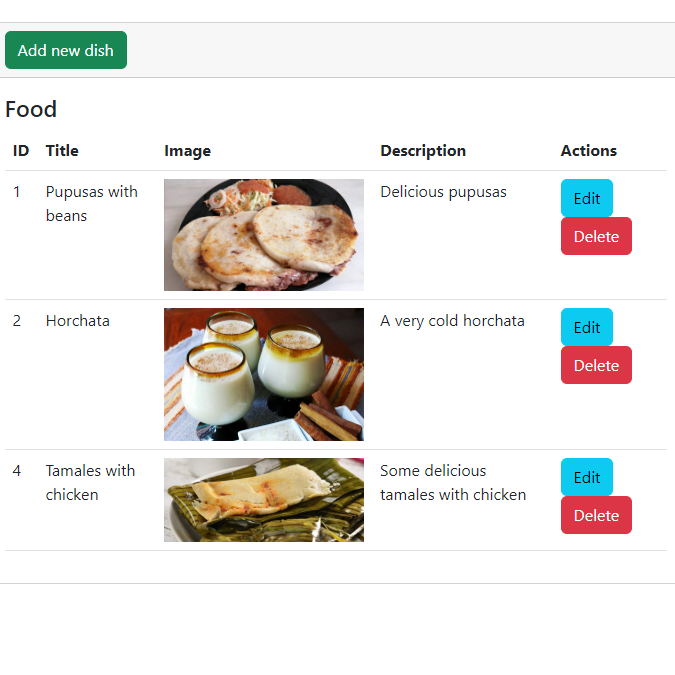 Add new dish
Food
ID Title Image Description Actions
1 Pupusas with Delicious pupusas Edit
beans
Delete
2 Horchata A very cold horchata Edit
Delete
4 Tamales with Some delicious Edit
chicken tamales with chicken
Delete